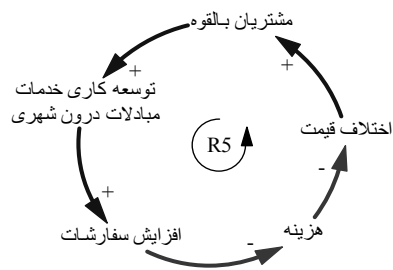 مشتریان بالقوه
+
توسعه کاری خدمات
مبادلات درون شهری
+
اختلاف قیمت
R5
-
+
هزینه
افزایش سفارشات
-